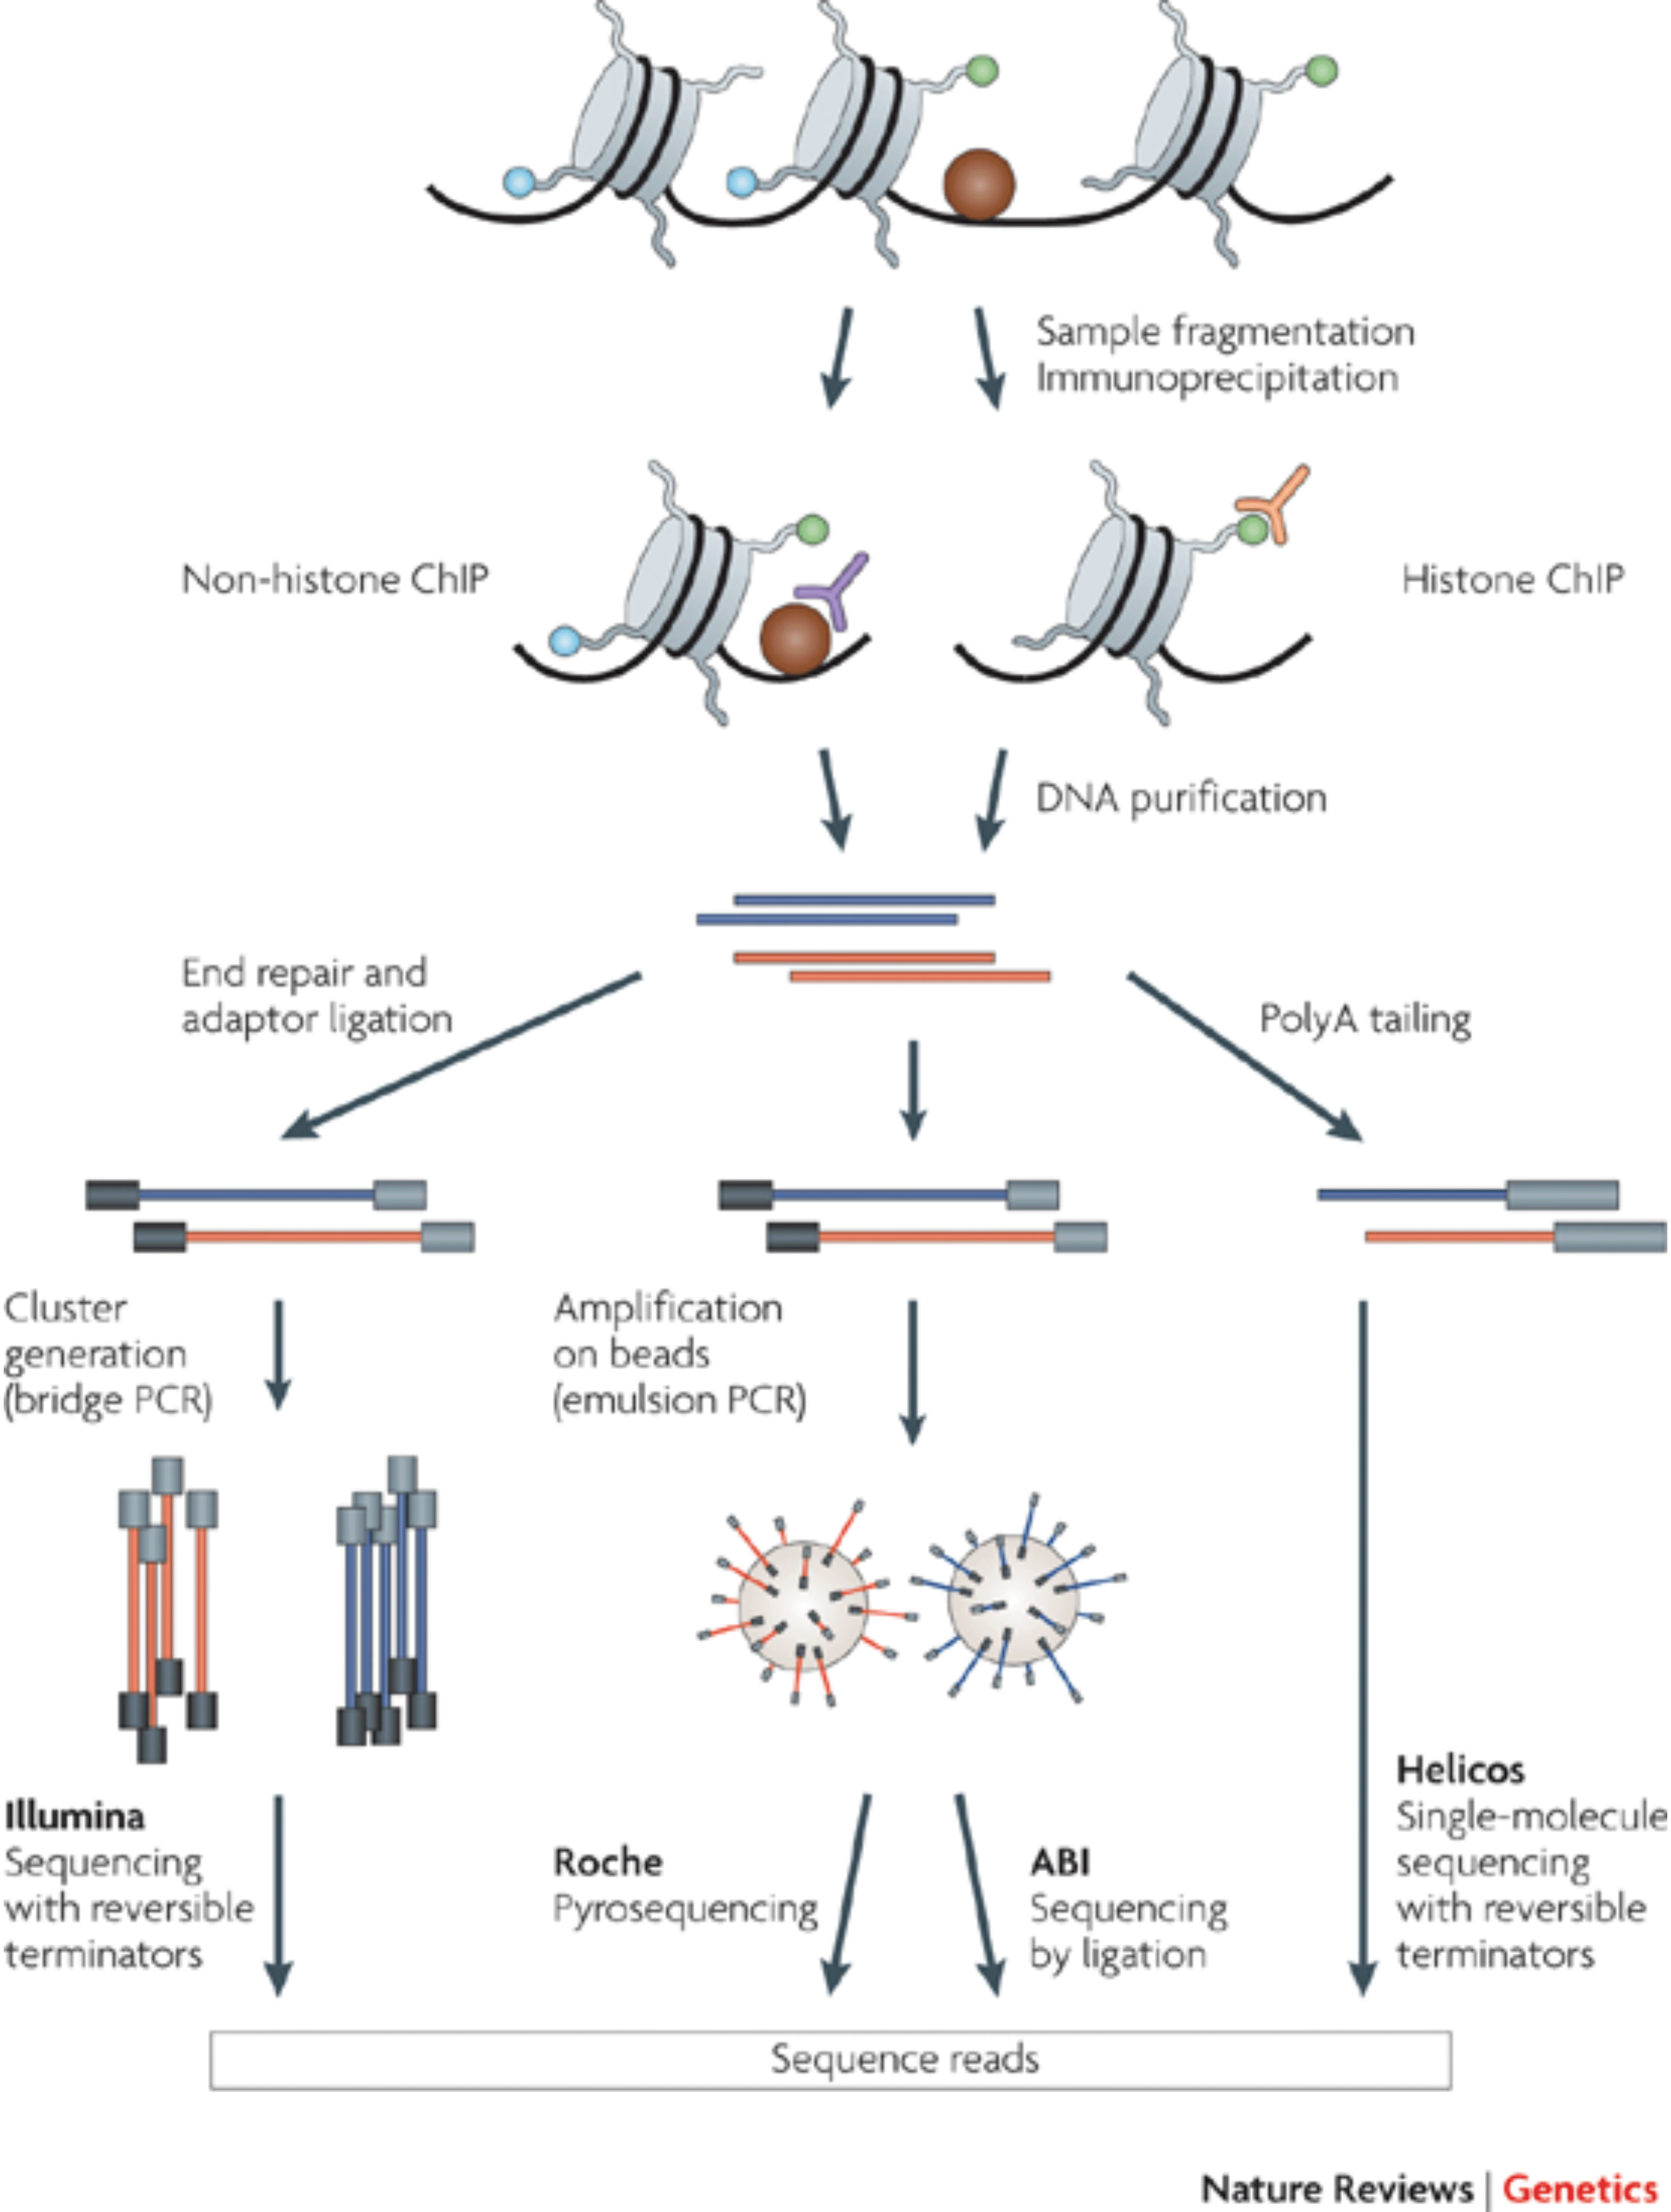 Sample fragmentation
Immunoprecipitation
Non-histone ChIP
Histone ChIP
DNA purification
End repair and
adaptor ligation
PolyA tailing
Cluster
generation
(bridge PCR)
Amplification
on beads
(emulsion PCR)
Illumina
Sequencing
with reversible
terminators
Roche
Pyrosequencing
ABI
Sequencing
by ligation
Helicos
Single-molecule
sequencing
with reversible
terminators
Sequence reads
Nature Reviews | Genetics